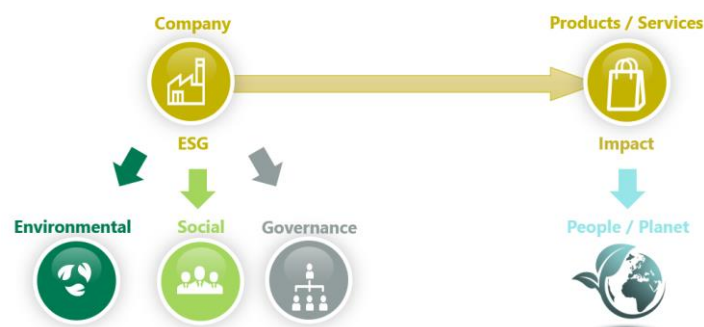 Company
Products / Services
ESG
Impact
Environmental
Social
Governance
People / Planet